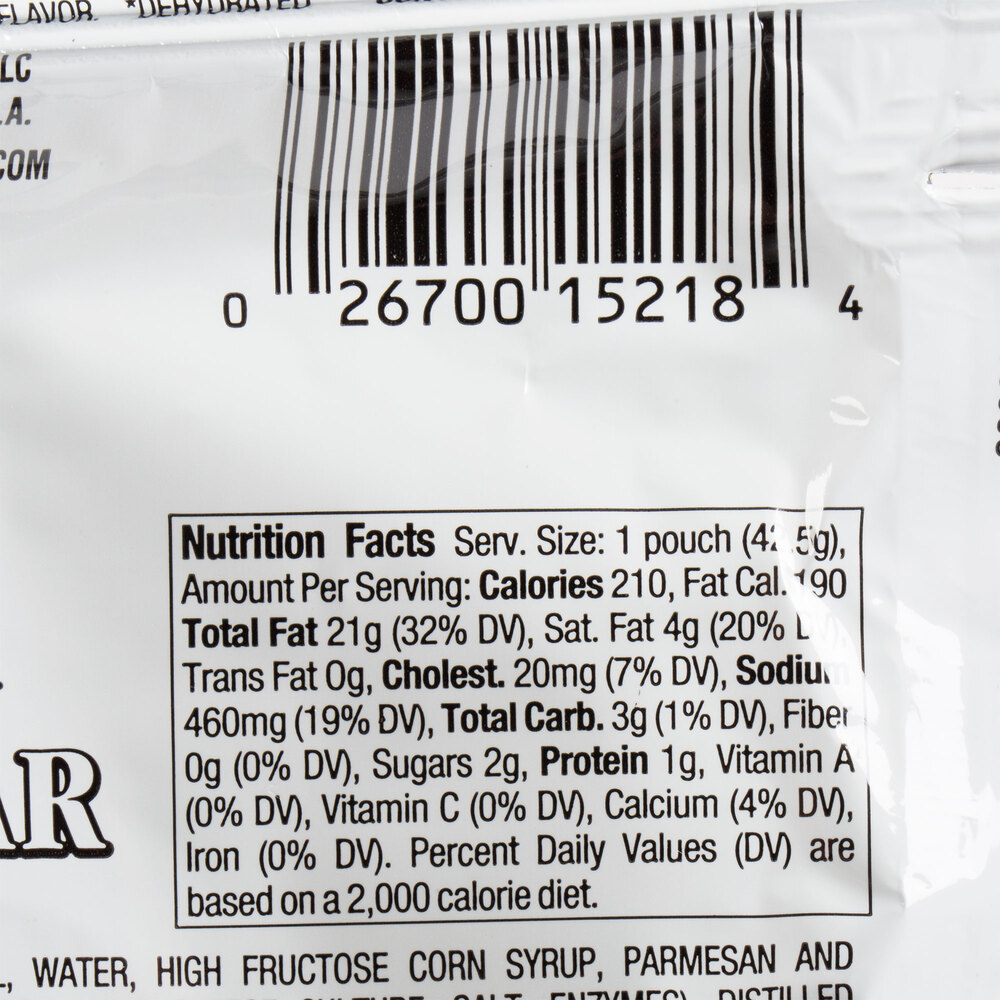 FLAVOR. *DEHYDRATED
LC
.A.
COM
0 26700 15218 4
Nutrition Facts Serv. Size: 1 pouch (42.5g),
Amount Per Serving: Calories 210, Fat Cal. 190
Total Fat 21g (32% DV), Sat. Fat 4g (20% DV),
Trans Fat 0g, Cholest. 20mg (7% DV), Sodium
460mg (19% DV), Total Carb. 3g (1% DV), Fiber
0g (0% DV), Sugars 2g, Protein 1g, Vitamin A
(0% DV), Vitamin C (0% DV), Calcium (4% DV),
Iron (0% DV). Percent Daily Values (DV) are
based on a 2,000 calorie diet.
AR
WATER, HIGH FRUCTOSE CORN SYRUP, PARMESAN AND
CULTURE, SALT, ENZYMES), DISTILLED